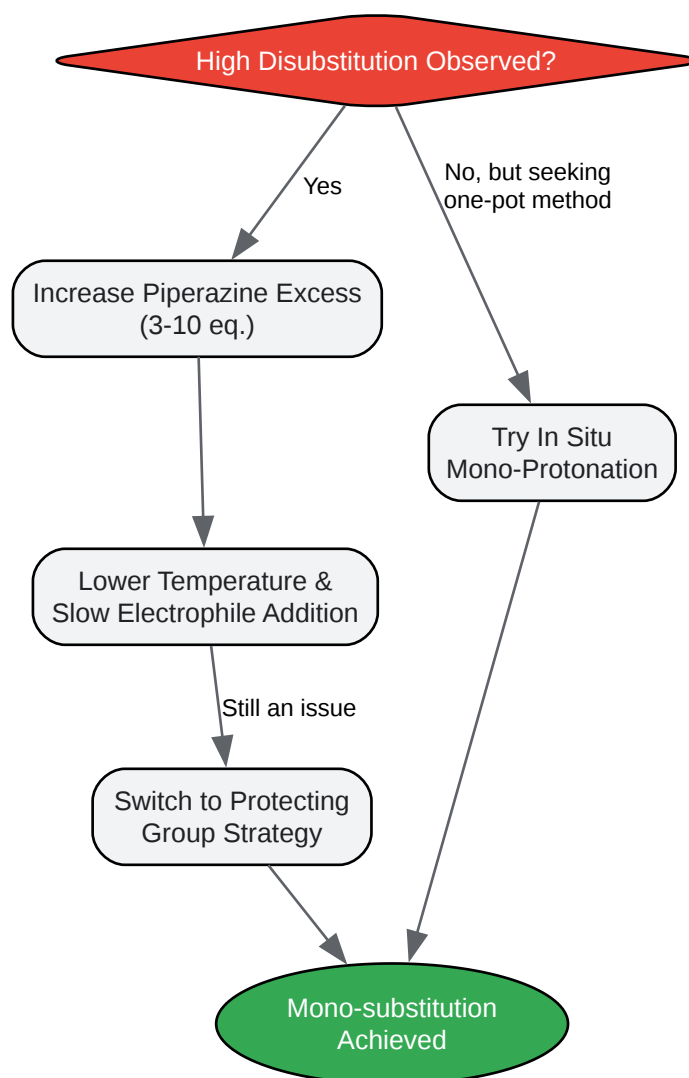 High Disubstitution Observed?
Yes
No, but seeking
one-pot method
Increase Piperazine Excess
(3-10 eq.)
Try In Situ
Mono-Protonation
Lower Temperature &
Slow Electrophile Addition
Still an issue
Switch to Protecting
Group Strategy
Mono-substitution
Achieved